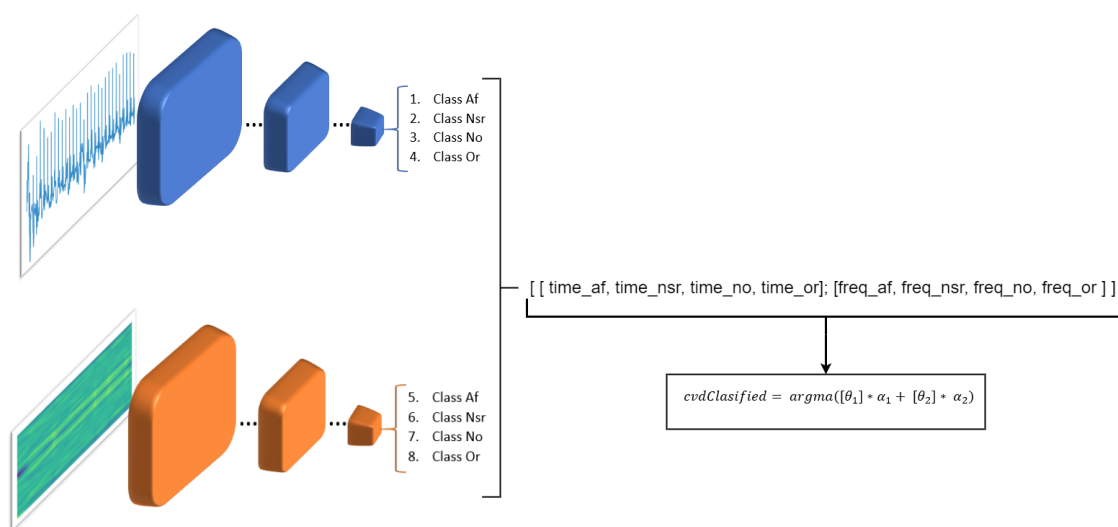 1. Class Af
2. Class Nsr
3. Class No
4. Class Or
[ [ time_af, time_nsr, time_no, time_or]; [freq_af, freq_nsr, freq_no, freq_or ] ]
cvdClasified = argma([θ₁] * α₁ + [θ₂] * α₂)
5. Class Af
6. Class Nsr
7. Class No
8. Class Or